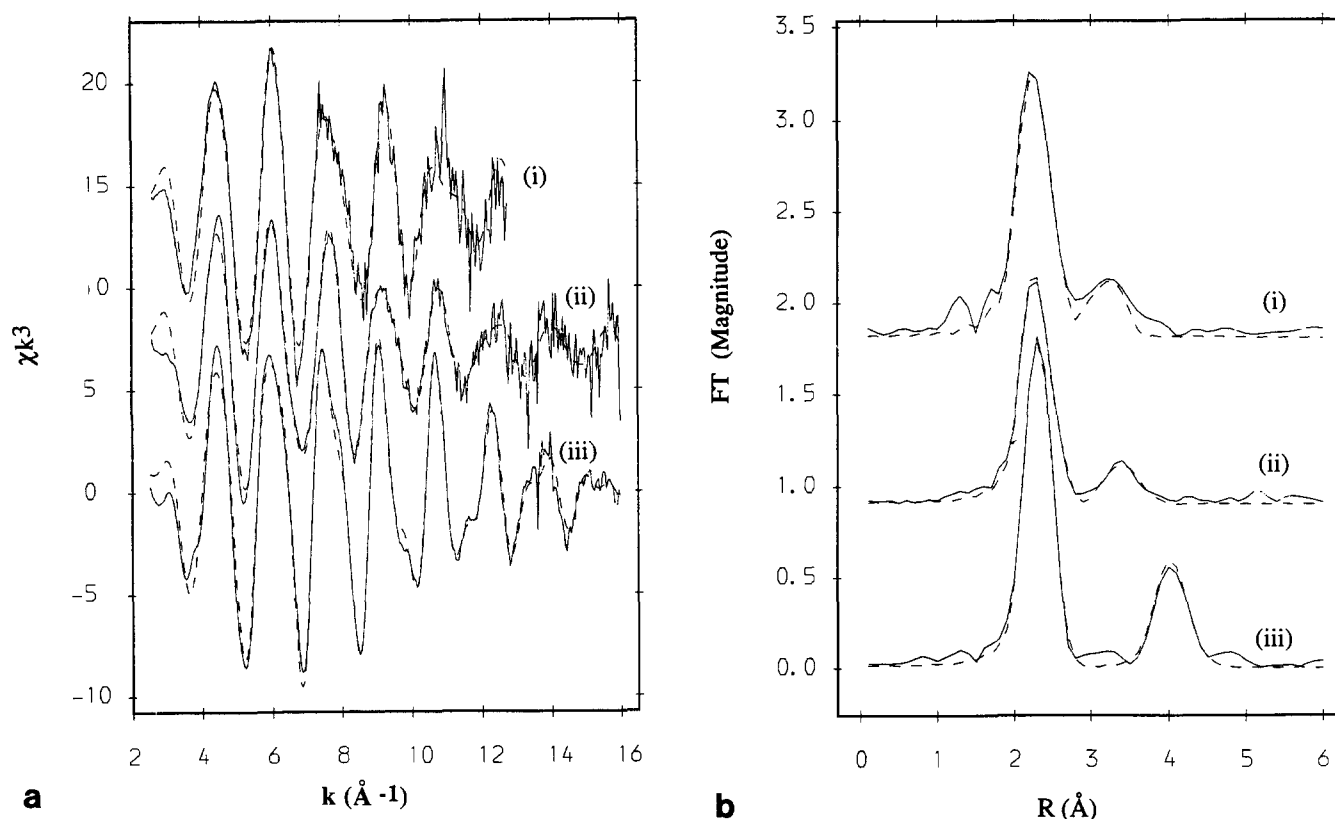 20
15
10
5
0
-5
-10
χk3
(i)
(ii)
(iii)
2 4 6 8 10 12 14 16
k (Å -1)
a
3.5
3.0
2.5
2.0
1.5
1.0
0.5
0.0
FT (Magnitude)
(i)
(ii)
(iii)
0 1 2 3 4 5 6
R (Å)
b